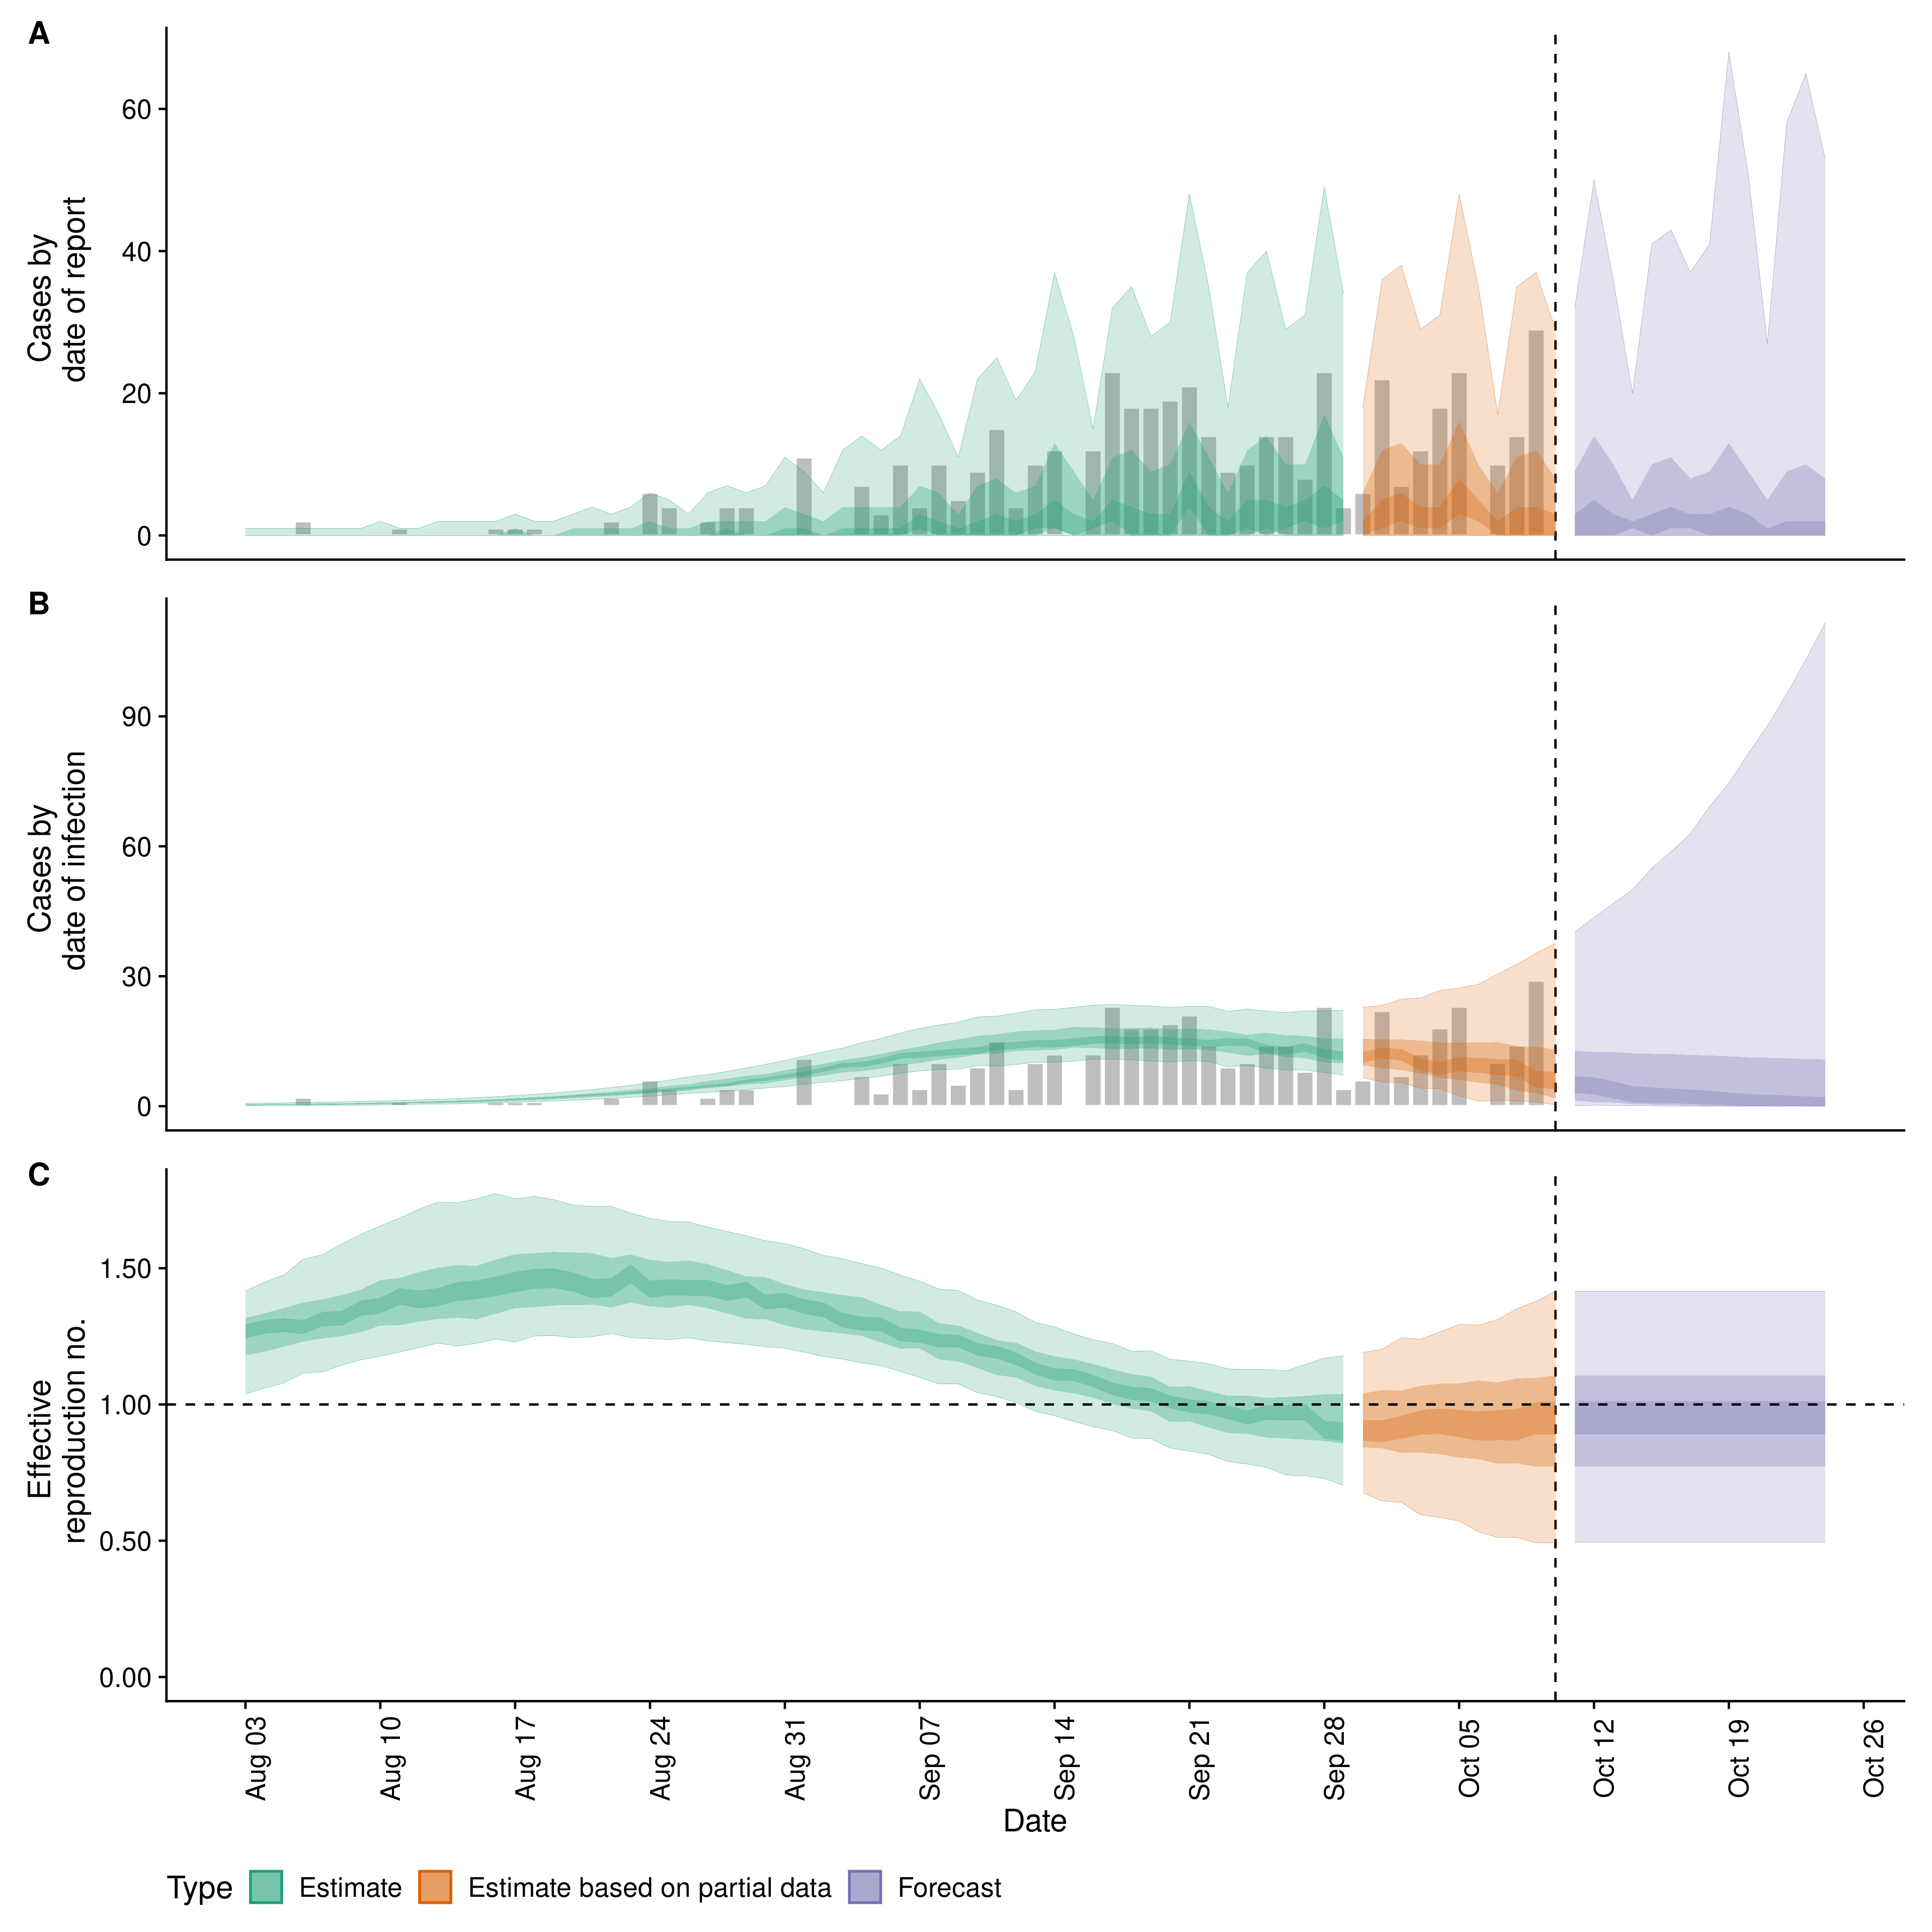 A
Cases by
date of report
60
40
20
0
B
Cases by
date of infection
90
60
30
0
C
Effective
reproduction no.
1.50
1.00
0.50
0.00
Aug 03
Aug 10
Aug 17
Aug 24
Aug 31
Sep 07
Sep 14
Sep 21
Sep 28
Oct 05
Oct 12
Oct 19
Oct 26
Date
Type Estimate Estimate based on partial data Forecast